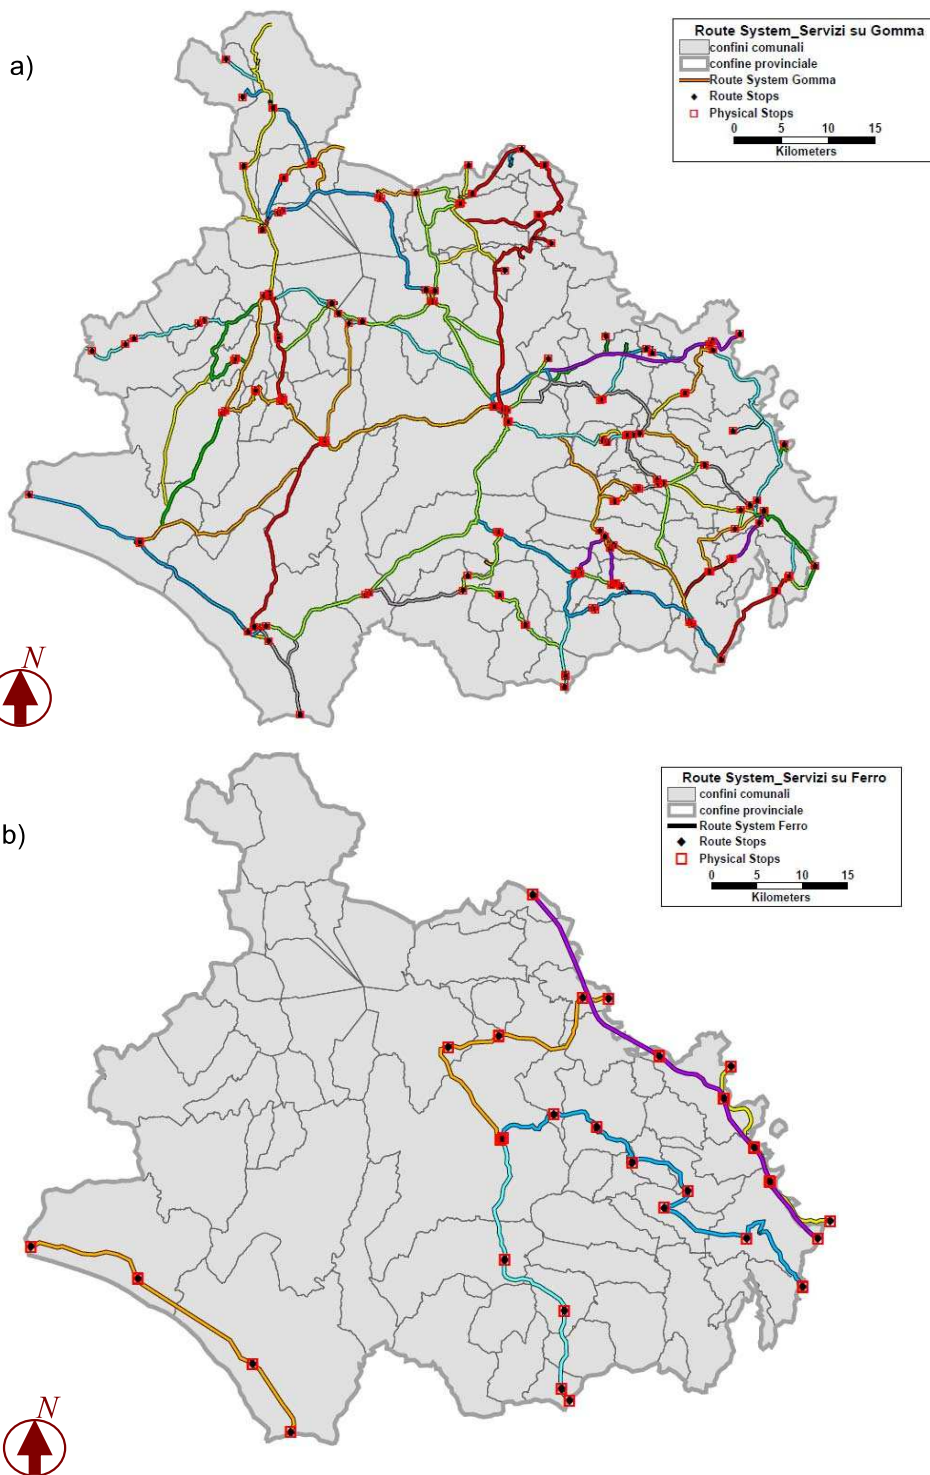 a)
Route System_Servizi su Gomma
confini comunali
confine provinciale
Route System Gomma
Route Stops
Physical Stops
0 5 10 15
Kilometers
N
b)
Route System_Servizi su Ferro
confini comunali
confine provinciale
Route System Ferro
Route Stops
Physical Stops
0 5 10 15
Kilometers
N